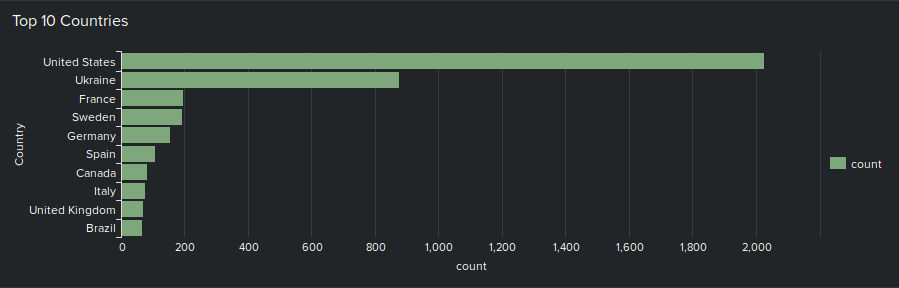 Top 10 Countries
Country
United States
Ukraine
France
Sweden
Germany
Spain
Canada
Italy
United Kingdom
Brazil
0 200 400 600 800 1,000 1,200 1,400 1,600 1,800 2,000
count
count